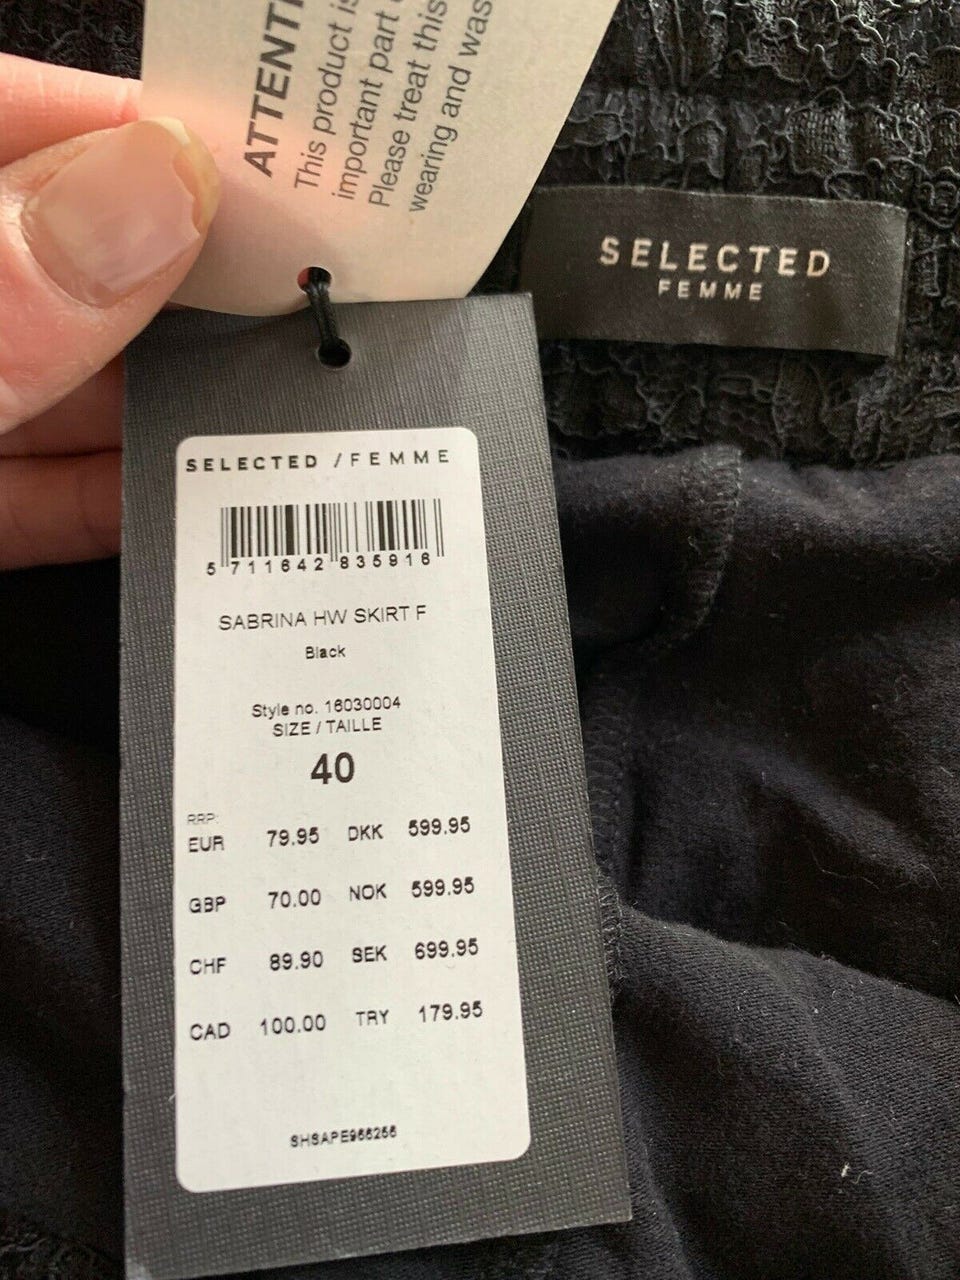 ATTENTI
This product is
important part
Please treat this
wearing and was
SELECTED
FEMME
SELECTED / FEMME
5 711642 835916
SABRINA HW SKIRT F
Black
Style no. 16030004
SIZE / TAILLE
40
RRP:
EUR 79.95 DKK 599.95
GBP 70.00 NOK 599.95
CHF 89.90 SEK 699.95
CAD 100.00 TRY 179.95